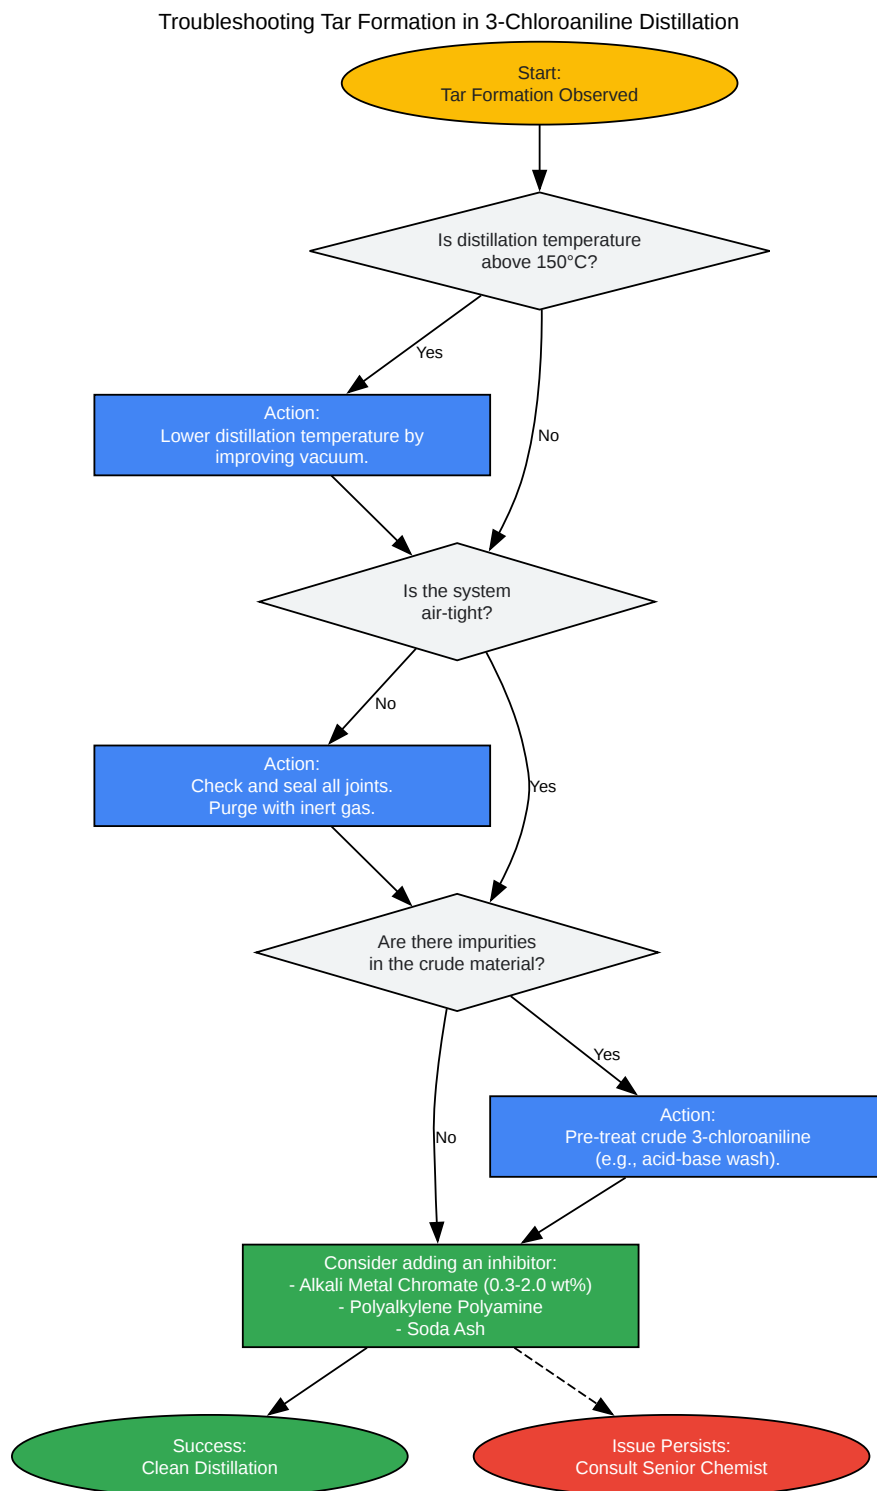 Troubleshooting Tar Formation in 3-Chloroaniline Distillation
Start:
Tar Formation Observed
Is distillation temperature
above 150°C?
Yes
No
Action:
Lower distillation temperature by
improving vacuum.
Is the system
air-tight?
No
Yes
Action:
Check and seal all joints.
Purge with inert gas.
Are there impurities
in the crude material?
Yes
No
Action:
Pre-treat crude 3-chloroaniline
(e.g., acid-base wash).
Consider adding an inhibitor:
- Alkali Metal Chromate (0.3-2.0 wt%)
- Polyalkylene Polyamine
- Soda Ash
Success:
Clean Distillation
Issue Persists:
Consult Senior Chemist